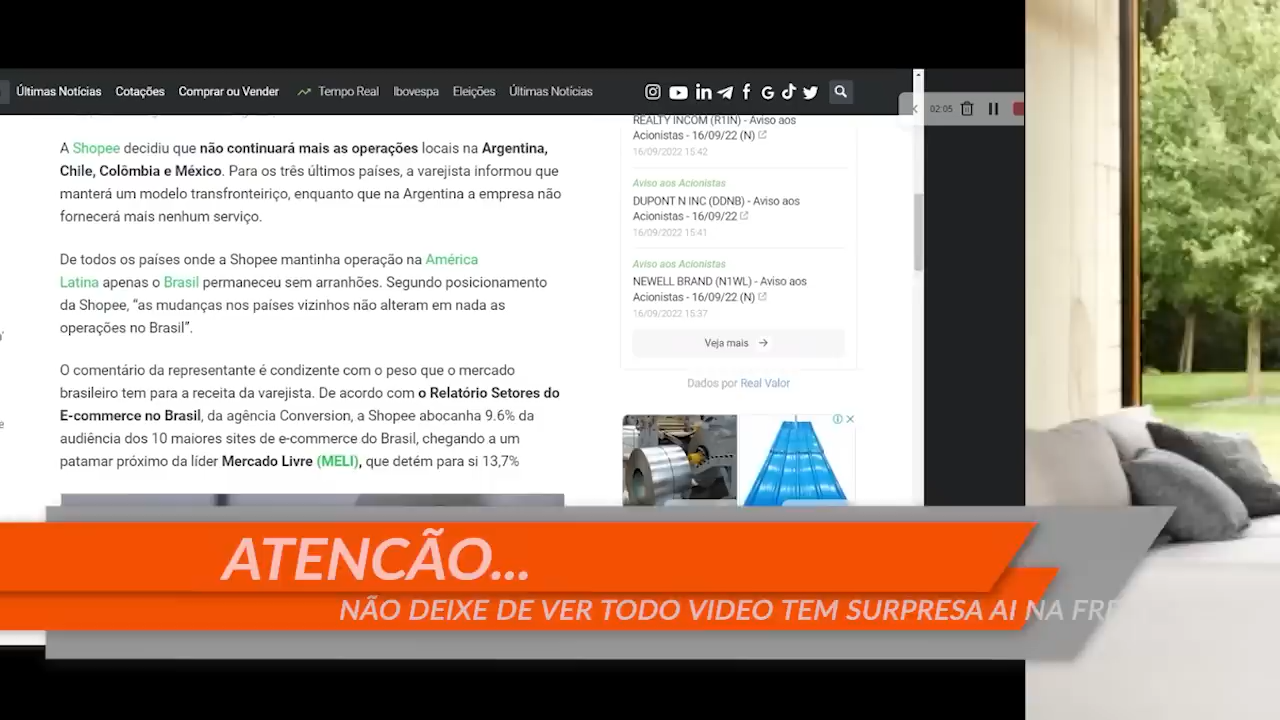 Últimas Notícias Cotações Comprar ou Vender Tempo Real Ibovespa Eleições Últimas Notícias
02:05
A Shopee decidiu que não continuará mais as operações locais na Argentina,
Chile, Colômbia e México. Para os três últimos países, a varejista informou que
manterá um modelo transfronteiriço, enquanto que na Argentina a empresa não
fornecerá mais nenhum serviço.
De todos os países onde a Shopee mantinha operação na América
Latina apenas o Brasil permaneceu sem arranhões. Segundo posicionamento
da Shopee, “as mudanças nos países vizinhos não alteram em nada as
operações no Brasil”.
O comentário da representante é condizente com o peso que o mercado
brasileiro tem para a receita da varejista. De acordo com o Relatório Setores do
E-commerce no Brasil, da agência Conversion, a Shopee abocanha 9.6% da
audiência dos 10 maiores sites de e-commerce do Brasil, chegando a um
patamar próximo da líder Mercado Livre (MELI), que detém para si 13,7%
REALTY INCOM (R1IN) - Aviso aos
Acionistas - 16/09/22 (N)
16/09/2022 15:42
Aviso aos Acionistas
DUPONT N INC (DDNB) - Aviso aos
Acionistas - 16/09/22
16/09/2022 15:41
Aviso aos Acionistas
NEWELL BRAND (N1WL) - Aviso aos
Acionistas - 16/09/22 (N)
16/09/2022 15:37
Veja mais
Dados por Real Valor
ATENCÃO...
NÃO DEIXE DE VER TODO VIDEO TEM SURPRESA AI NA FRE